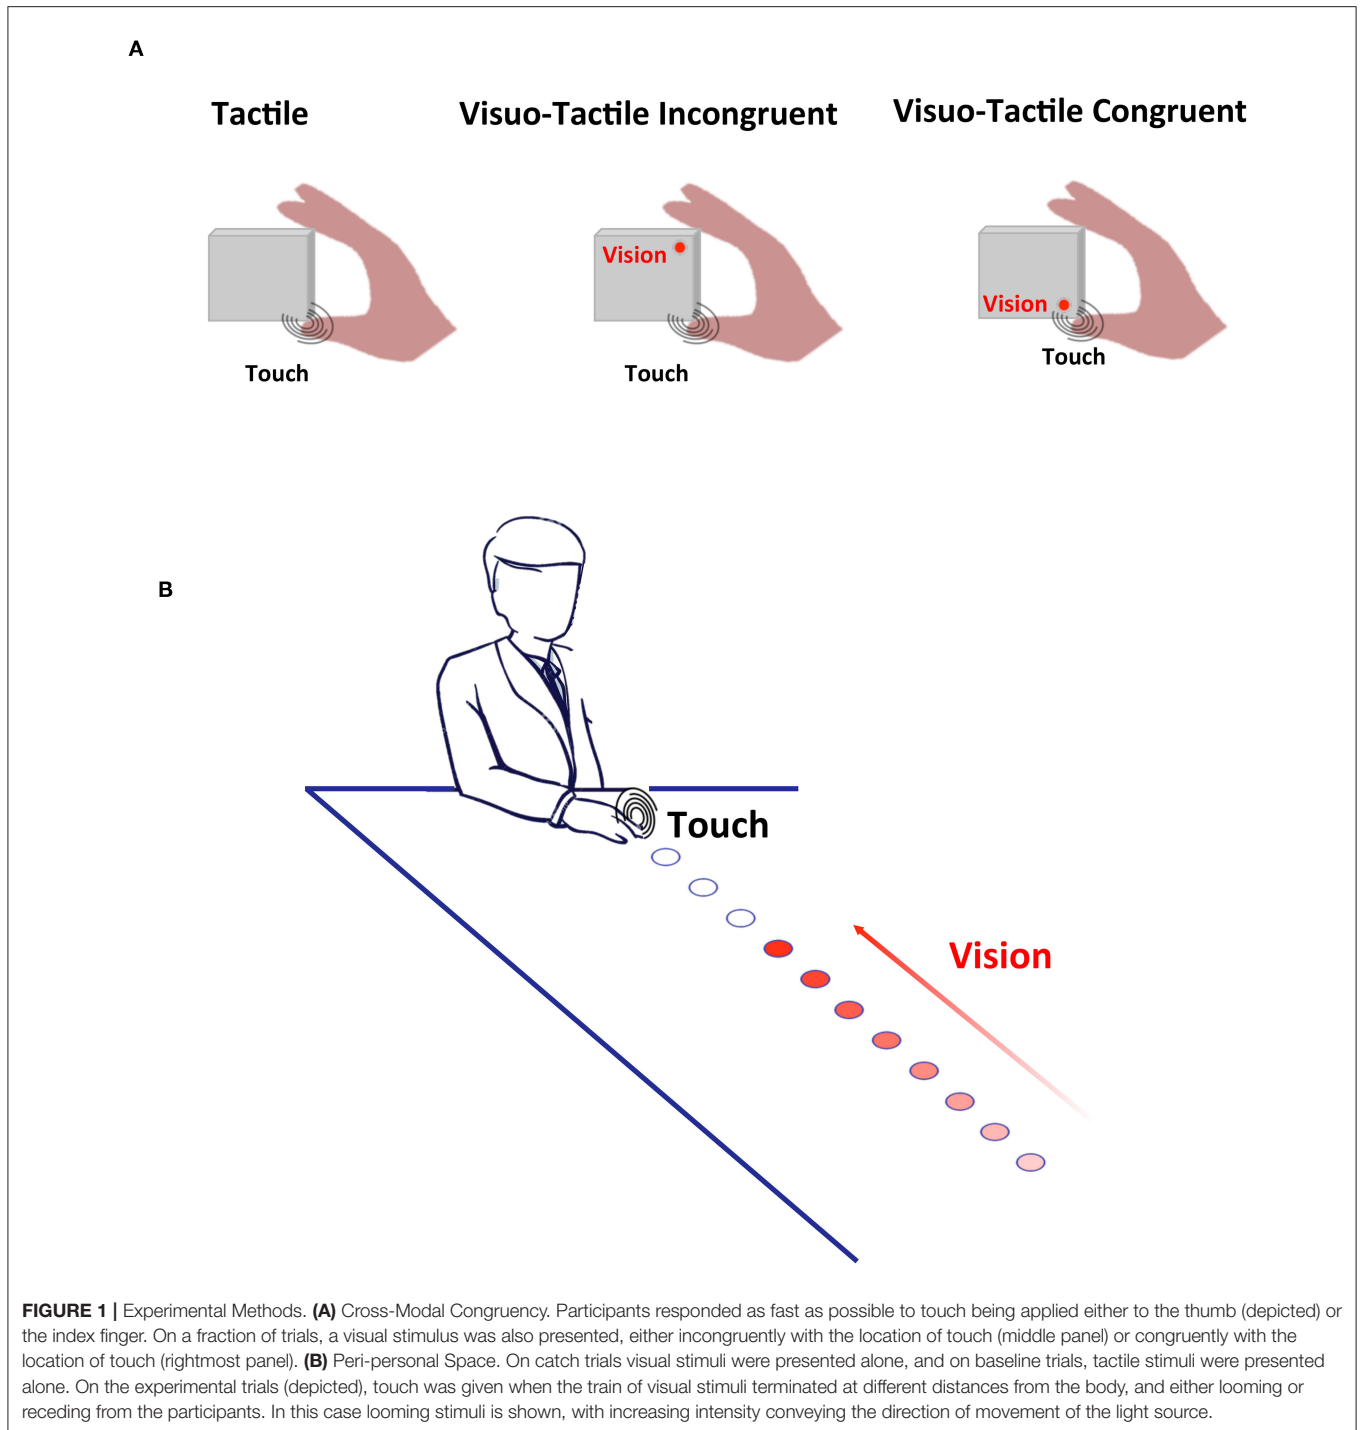 A
Tactile
Visuo-Tactile Incongruent
Visuo-Tactile Congruent
Vision
Vision
Touch
Touch
Touch
B
Touch
Vision
FIGURE 1 | Experimental Methods. (A) Cross-Modal Congruency. Participants responded as fast as possible to touch being applied either to the thumb (depicted) or
the index finger. On a fraction of trials, a visual stimulus was also presented, either incongruently with the location of touch (middle panel) or congruently with the
location of touch (rightmost panel). (B) Peri-personal Space. On catch trials visual stimuli were presented alone, and on baseline trials, tactile stimuli were presented
alone. On the experimental trials (depicted), touch was given when the train of visual stimuli terminated at different distances from the body, and either looming or
receding from the participants. In this case looming stimuli is shown, with increasing intensity conveying the direction of movement of the light source.